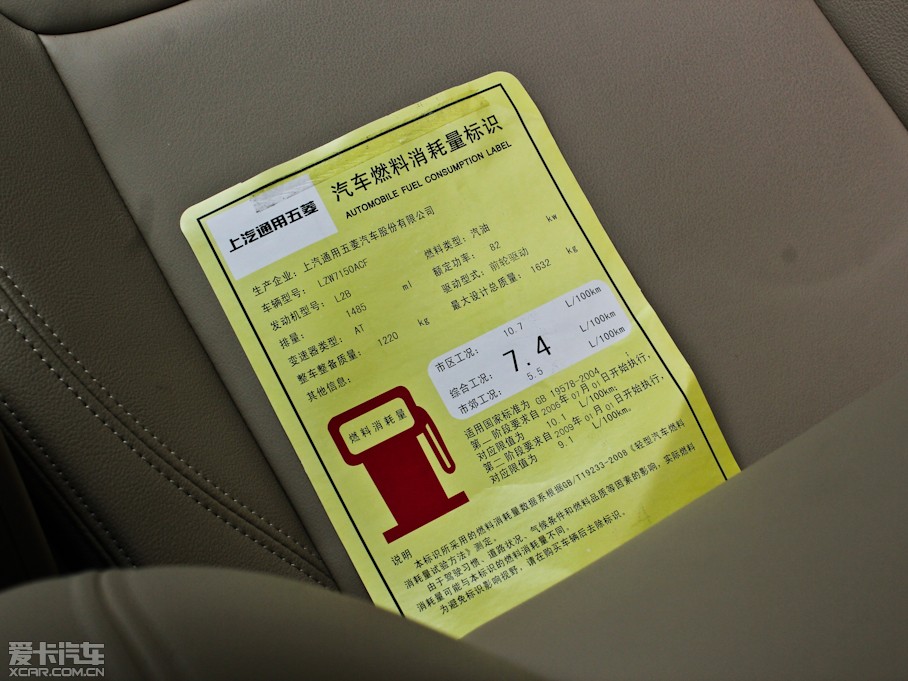 汽车燃料消耗量标识
AUTOMOBILE FUEL CONSUMPTION LABEL
上汽通用五菱
生产企业：上汽通用五菱汽车股份有限公司
车辆型号： LZW7150ACF 燃料类型：汽油
发动机型号： L2B 额定功率： 82 kw
排量： 1485 ml 驱动型式：前轮驱动
变速器类型： AT 最大设计总质量： 1632 kg
整车整备质量： 1220 kg
其他信息：
市区工况： 10.7 L/100km
综合工况： 7.4 L/100km
市郊工况： 5.5 L/100km
燃料消耗量
适用国家标准为 GB 19578-2004 ；
第一阶段要求自2006年07月01日开始执行，
对应限值为 10.1 L/100km。
第二阶段要求自2009年01月01日开始执行，
对应限值为 9.1 L/100km。
说明
本标识所采用的燃料消耗量数据系根据GB/T19233-2008《轻型汽车燃料
消耗量试验方法》测定。
由于驾驶习惯、道路状况、气候条件和燃料品质等因素的影响，实际燃料
消耗量可能与本标识的燃料消耗量不同。
为避免标识影响视野，请在购买车辆后去除标识。
爱卡汽车
XCAR.COM.CN